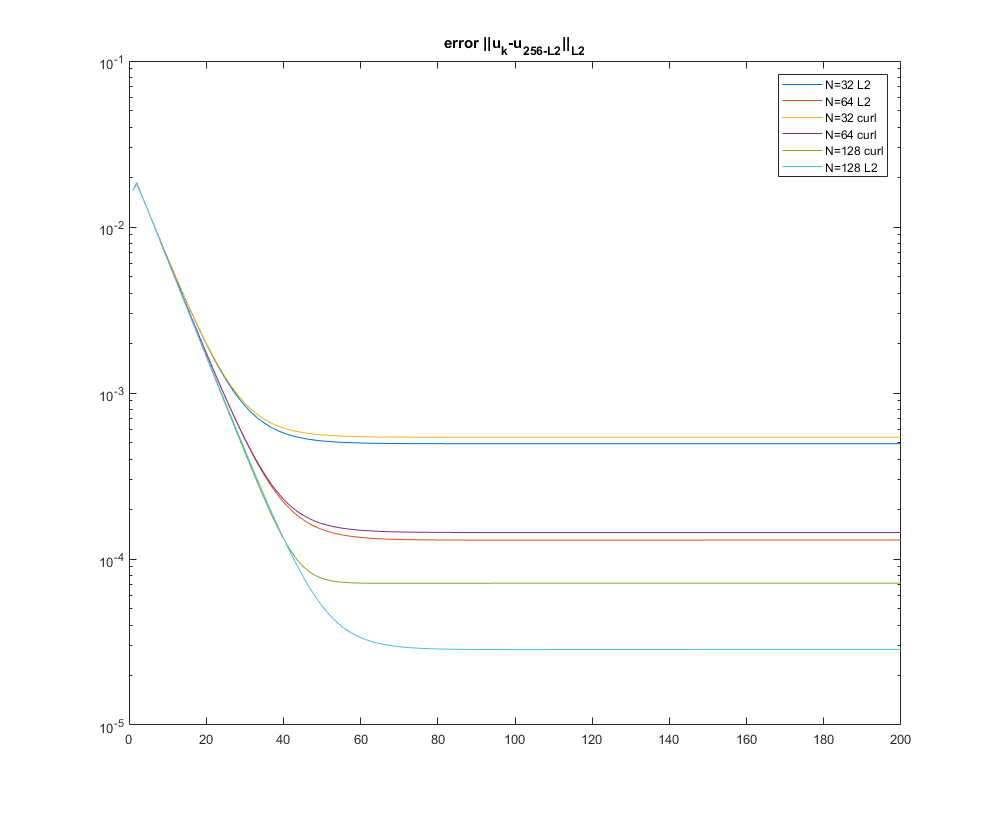 error ||u_k-u_256-L2||_L2
10^-1
N=32 L2
N=64 L2
N=32 curl
N=64 curl
N=128 curl
N=128 L2
10^-2
10^-3
10^-4
10^-5
0 20 40 60 80 100 120 140 160 180 200